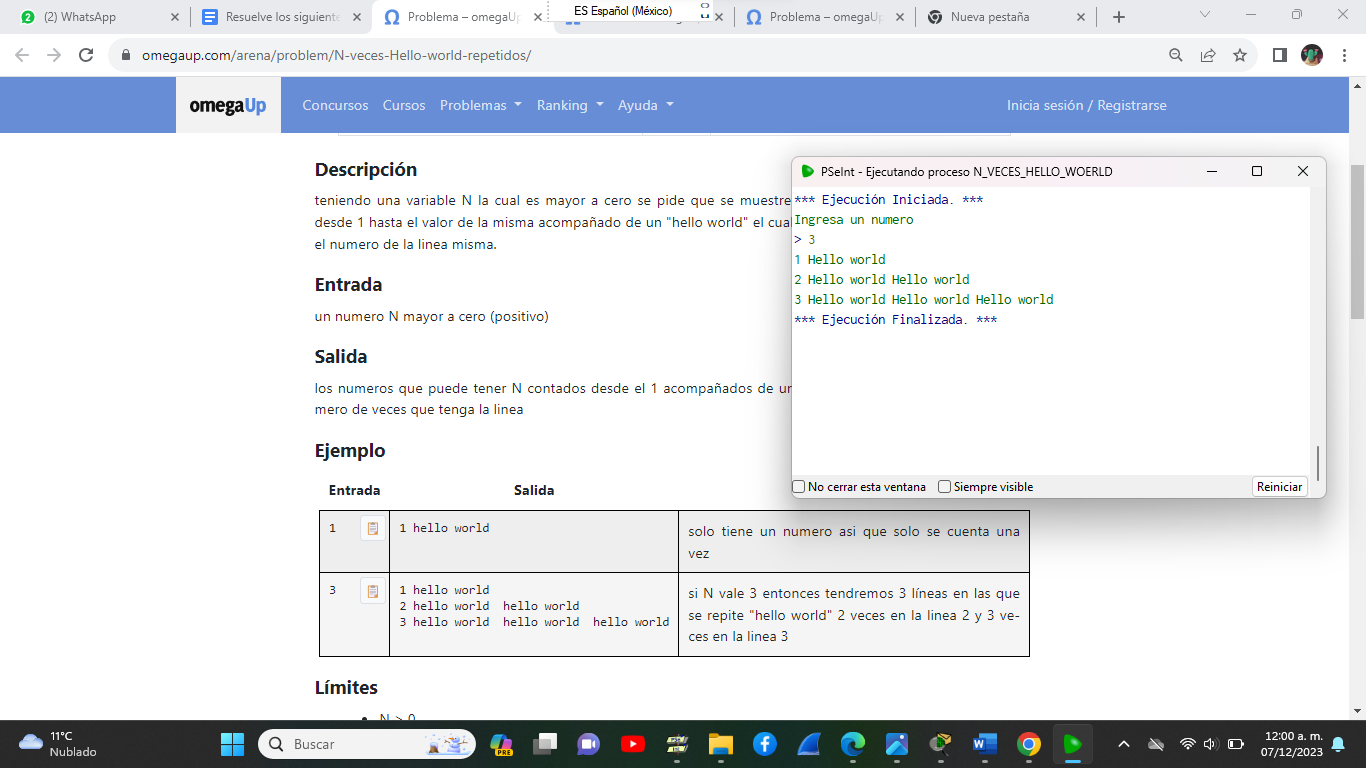 (2) WhatsApp
Resuelve los siguiente
Problema – omegaUp
ES Español (México)
Problema – omegaUp
Nueva pestaña
omegaup.com/arena/problem/N-veces-Hello-world-repetidos/
omegaUp Concursos Cursos Problemas Ranking Ayuda Inicia sesión / Registrarse
Descripción
teniendo una variable N la cual es mayor a cero se pide que se muestre
desde 1 hasta el valor de la misma acompañado de un "hello world" el cual
el numero de la linea misma.
Entrada
un numero N mayor a cero (positivo)
Salida
los numeros que puede tener N contados desde el 1 acompañados de un
mero de veces que tenga la linea
Ejemplo
Entrada Salida
1 1 hello world solo tiene un numero asi que solo se cuenta una
vez
3 1 hello world si N vale 3 entonces tendremos 3 líneas en las que
2 hello world  hello world se repite "hello world" 2 veces en la linea 2 y 3 ve-
3 hello world  hello world  hello world ces en la linea 3
Límites
N > 0
PSeInt - Ejecutando proceso N_VECES_HELLO_WOERLD
*** Ejecución Iniciada. ***
Ingresa un numero
> 3
1 Hello world
2 Hello world Hello world
3 Hello world Hello world Hello world
*** Ejecución Finalizada. ***
No cerrar esta ventana Siempre visible Reiniciar
11°C
Nublado
Buscar
PRE
12:00 a. m.
07/12/2023